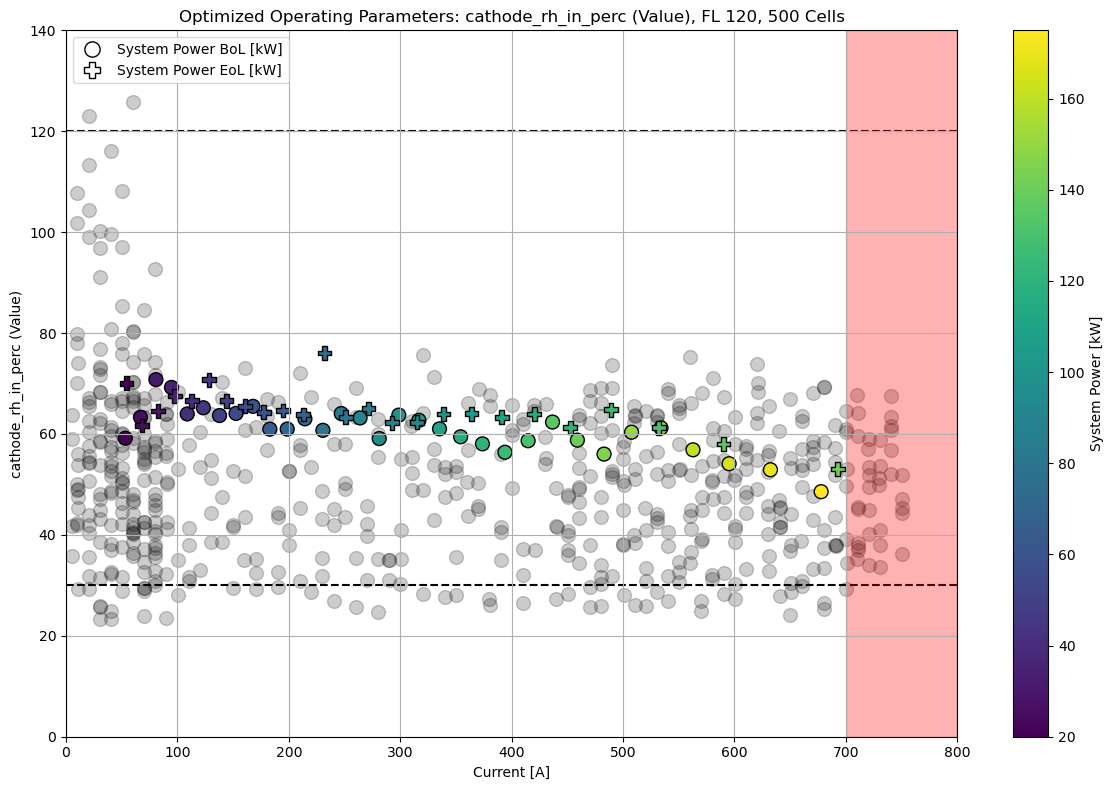 Optimized Operating Parameters: cathode_rh_in_perc (Value), FL 120, 500 Cells
System Power BoL [kW]
System Power EoL [kW]
cathode_rh_in_perc (Value)
140
120
100
80
60
40
20
0
0 100 200 300 400 500 600 700 800
Current [A]
160
140
120
100
80
60
40
20
System Power [kW]